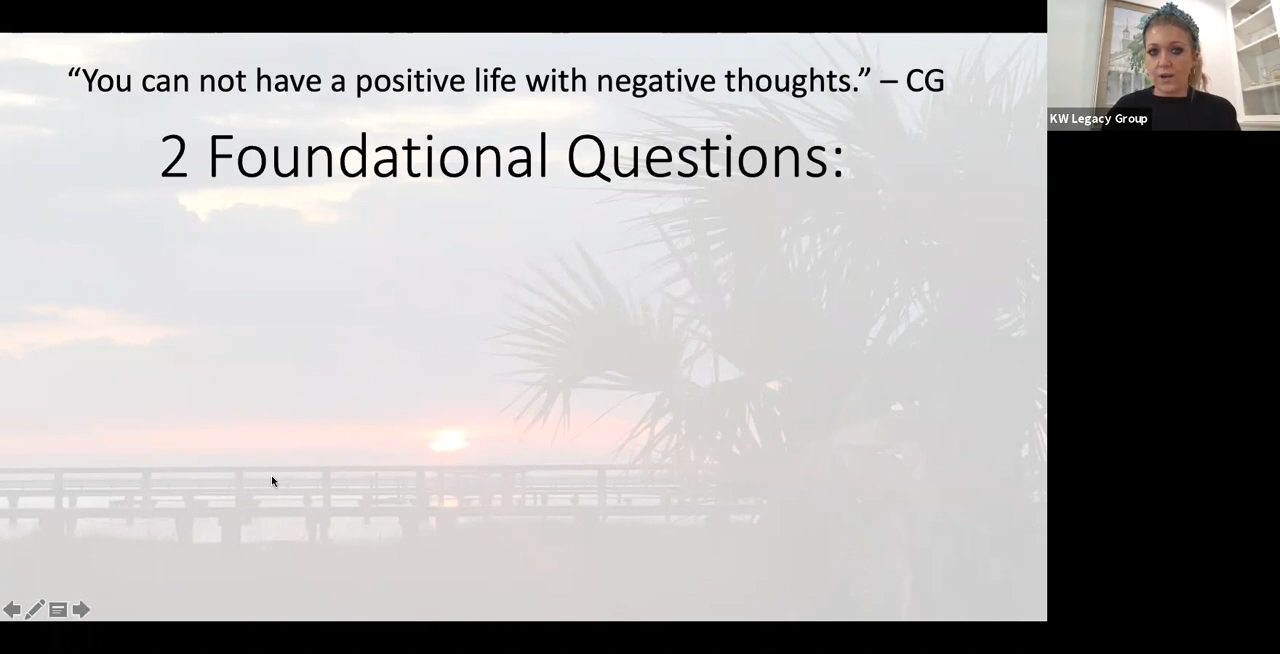 “You can not have a positive life with negative thoughts.” – CG
2 Foundational Questions:
KW Legacy Group